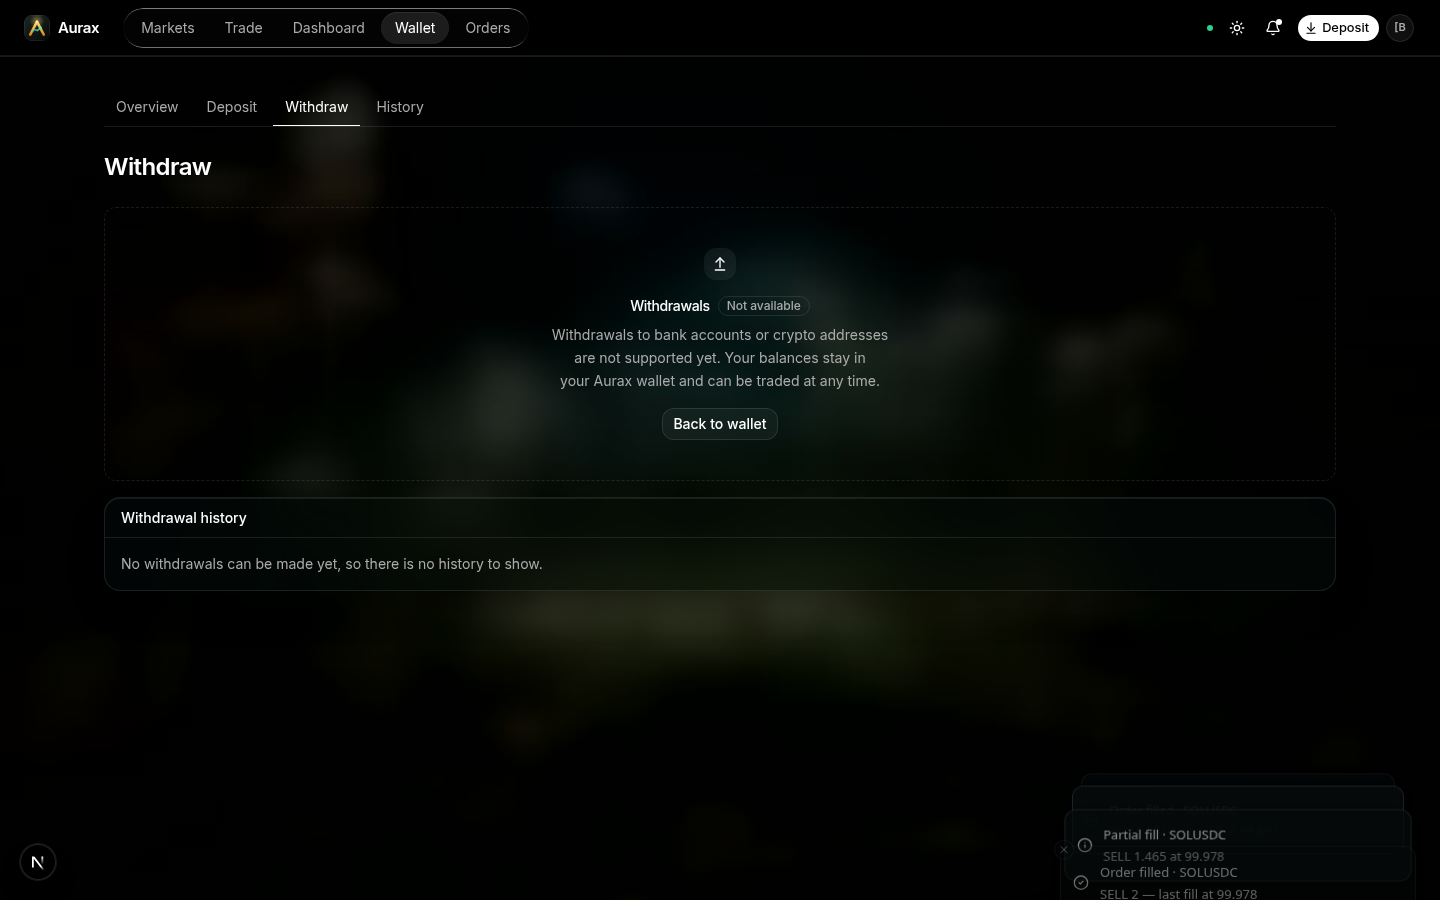 Aurax
Markets
Trade
Dashboard
Wallet
Orders
Deposit
[B
Overview
Deposit
Withdraw
History
Withdraw
Withdrawals
Not available
Withdrawals to bank accounts or crypto addresses
are not supported yet. Your balances stay in
your Aurax wallet and can be traded at any time.
Back to wallet
Withdrawal history
No withdrawals can be made yet, so there is no history to show.
Order filled · SOLUSDC
Partial fill · SOLUSDC
SELL 1.465 at 99.978
Order filled · SOLUSDC
SELL 2 — last fill at 99.978
N